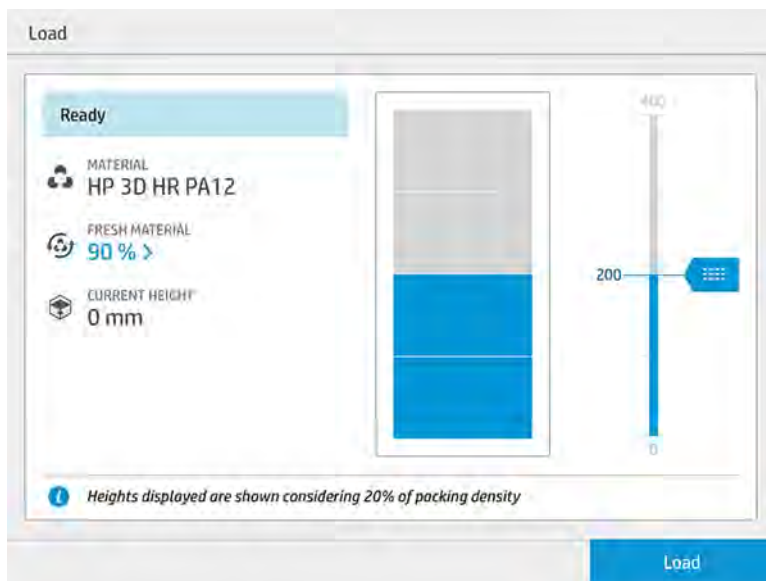 Load
Ready
MATERIAL
HP 3D HR PA12
FRESH MATERIAL
90 % >
CURRENT HEIGHT
0 mm
400
200
0
Heights displayed are shown considering 20% of packing density
Load